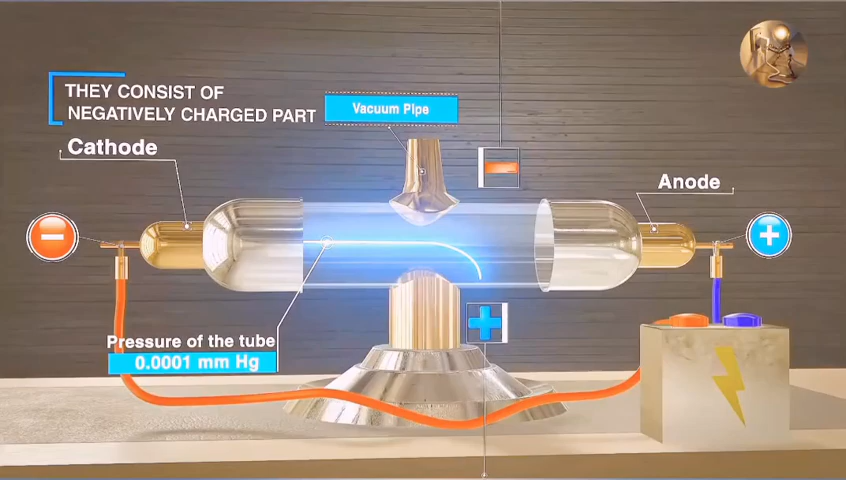 THEY CONSIST OF
NEGATIVELY CHARGED PART
Vacuum Pipe
Cathode
Anode
Pressure of the tube
0.0001 mm Hg